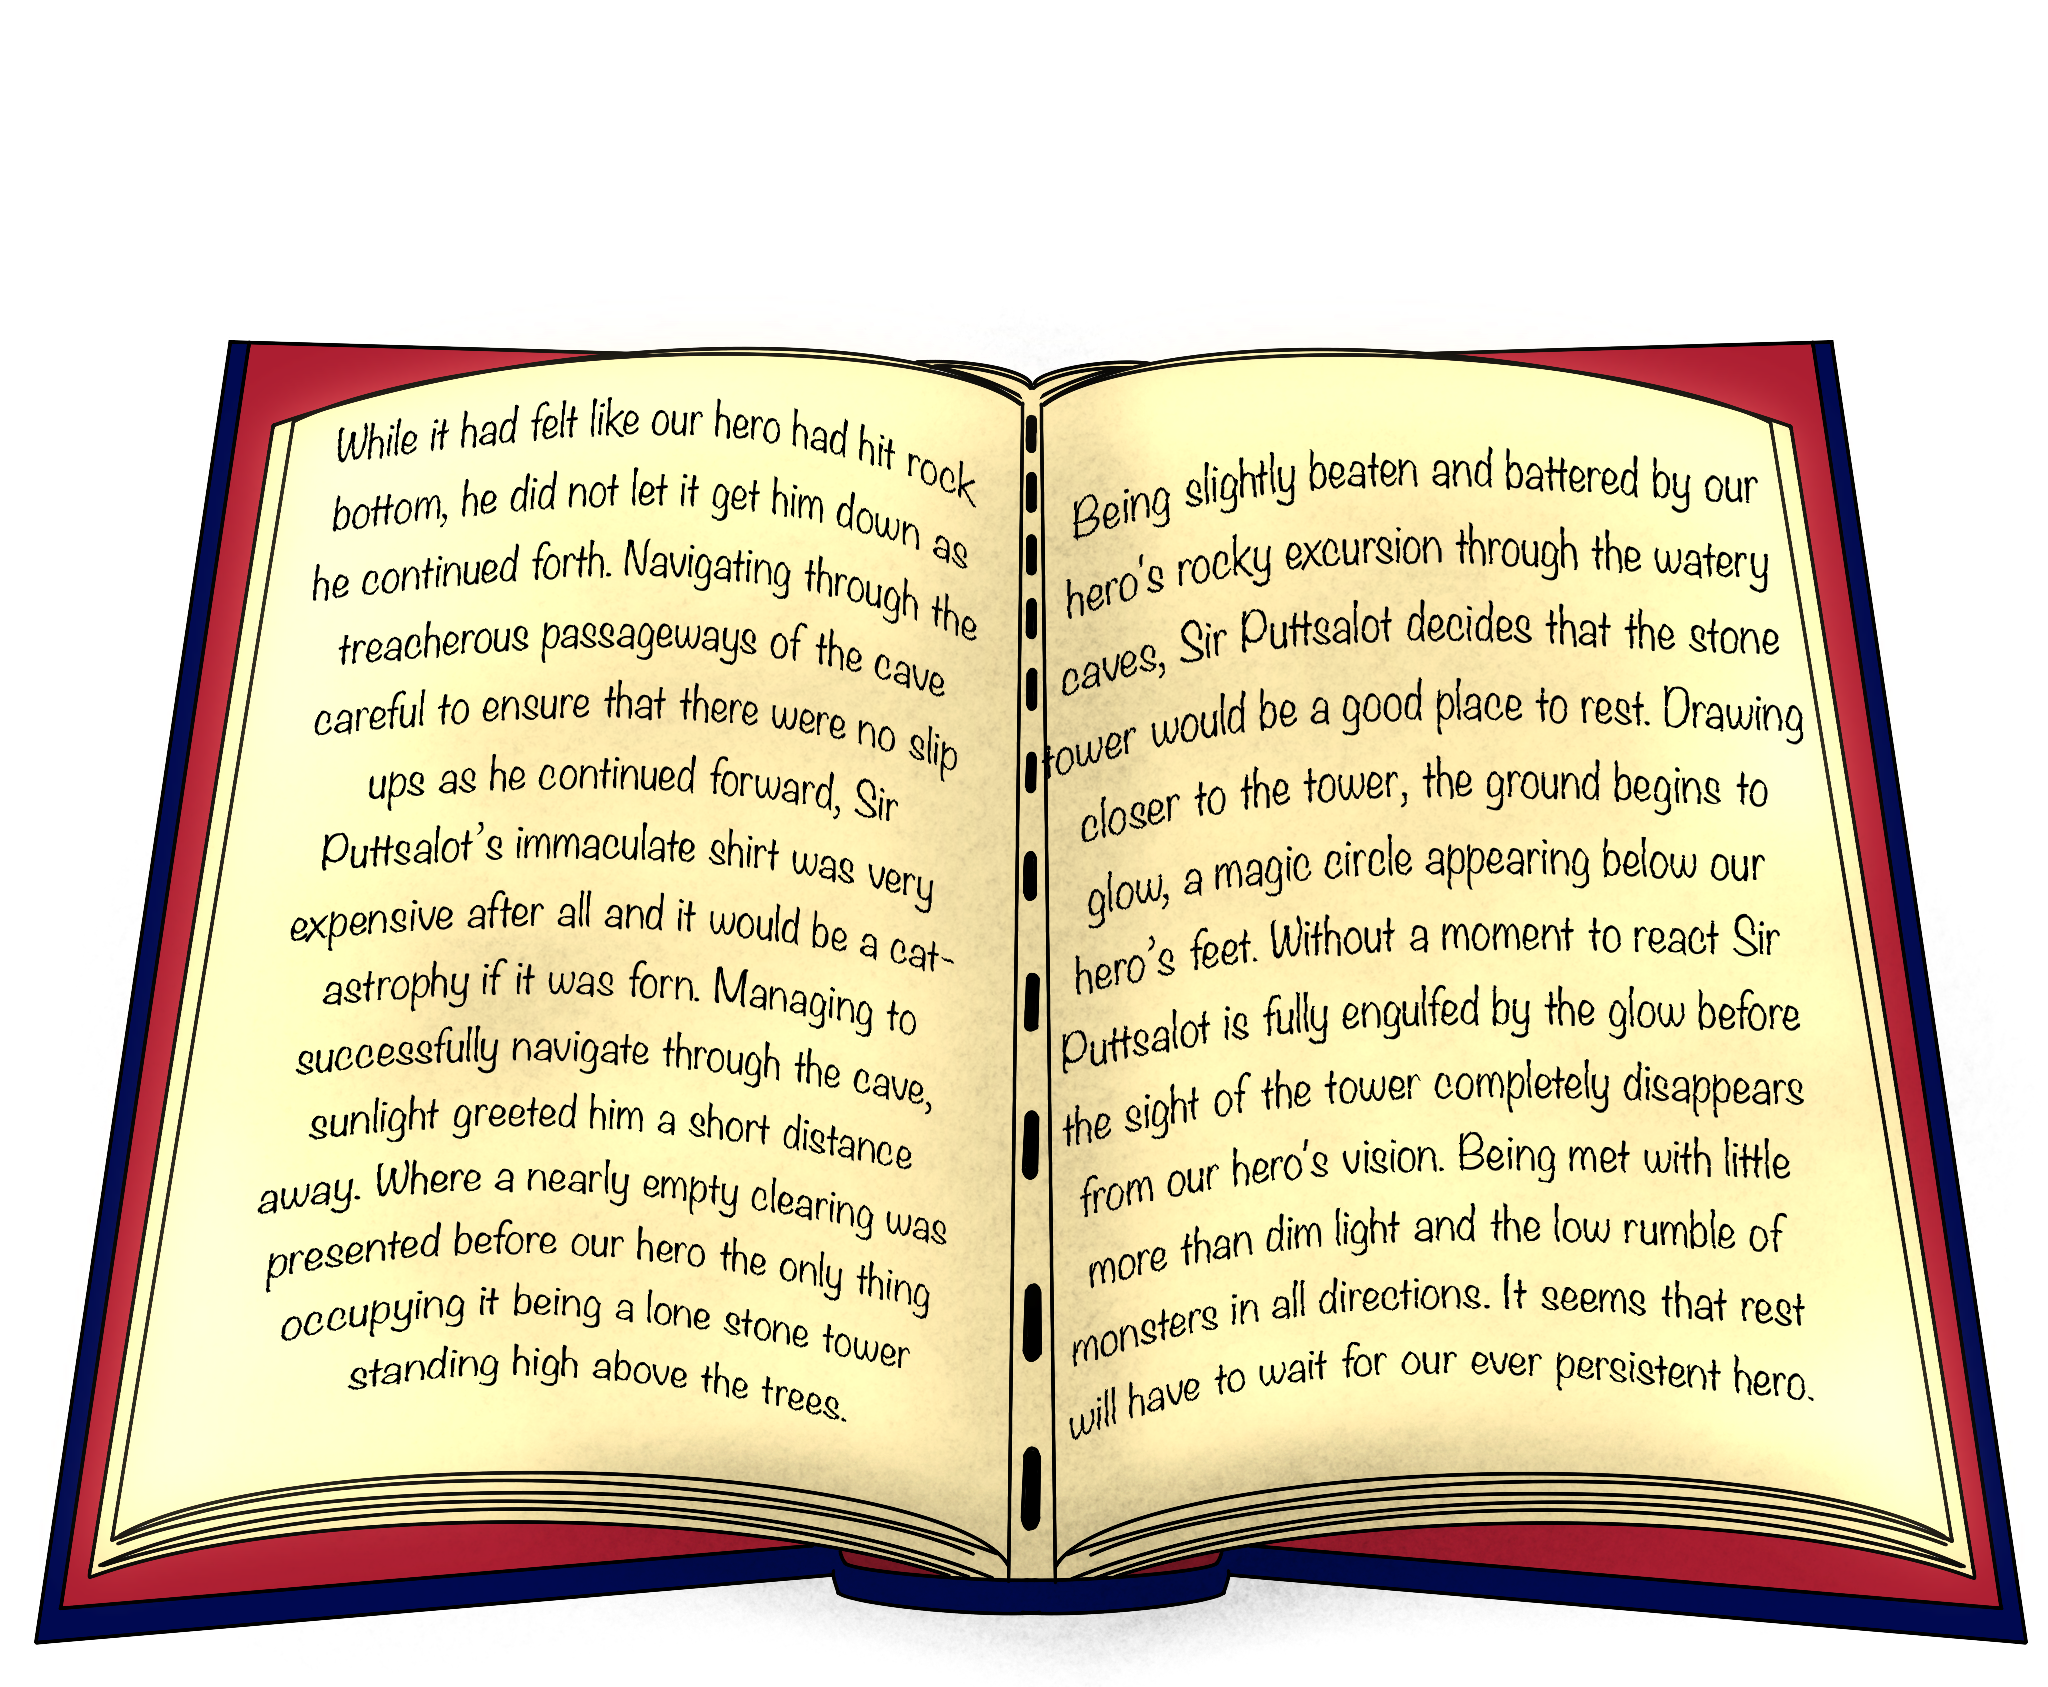 While it had felt like our hero had hit rock
bottom, he did not let it get him down as
he continued forth. Navigating through the
treacherous passageways of the cave
careful to ensure that there were no slip
ups as he continued forward, Sir
Puttsalot's immaculate shirt was very
expensive after all and it would be a cat-
astrophy if it was forn. Managing to
successfully navigate through the cave,
sunlight greeted him a short distance
away. Where a nearly empty clearing was
presented before our hero the only thing
occupying it being a lone stone tower
standing high above the trees.
Being slightly beaten and battered by our
hero's rocky excursion through the watery
caves, Sir Puttsalot decides that the stone
tower would be a good place to rest. Drawing
closer to the tower, the ground begins to
glow, a magic circle appearing below our
hero's feet. Without a moment to react Sir
Puttsalot is fully engulfed by the glow before
the sight of the tower completely disappears
from our hero's vision. Being met with little
more than dim light and the low rumble of
monsters in all directions. It seems that rest
will have to wait for our ever persistent hero.